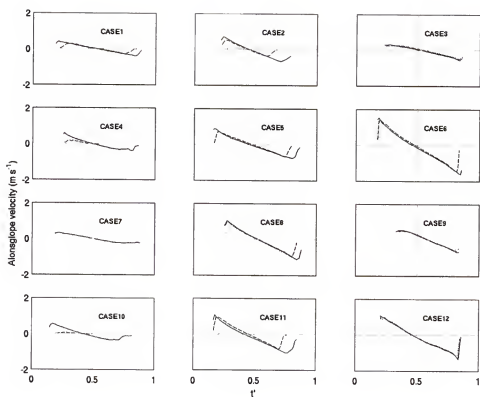 2
CASE1
CASE2
CASE3
0
-2
2
CASE4
CASE5
CASE6
0
-2
2
CASE7
CASE8
CASE9
0
-2
2
CASE10
CASE11
CASE12
0
-2
0 0.5 1 0 0.5 1 0 0.5 1
t'
Alonsglope velocity (m s⁻¹)